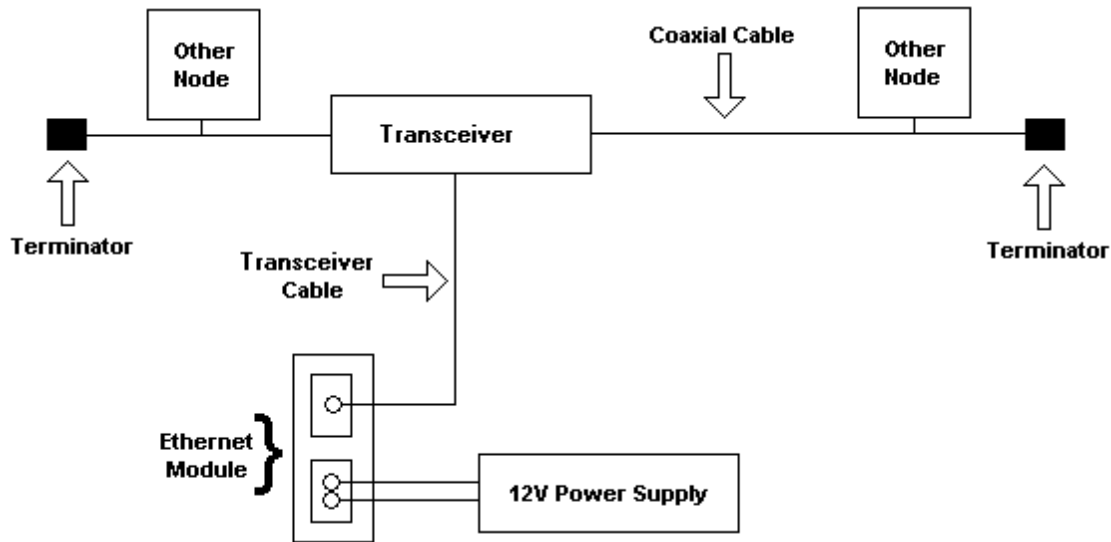 Other
Node
Coaxial Cable
Other
Node
Transceiver
Terminator
Terminator
Transceiver
Cable
Ethernet
Module
12V Power Supply